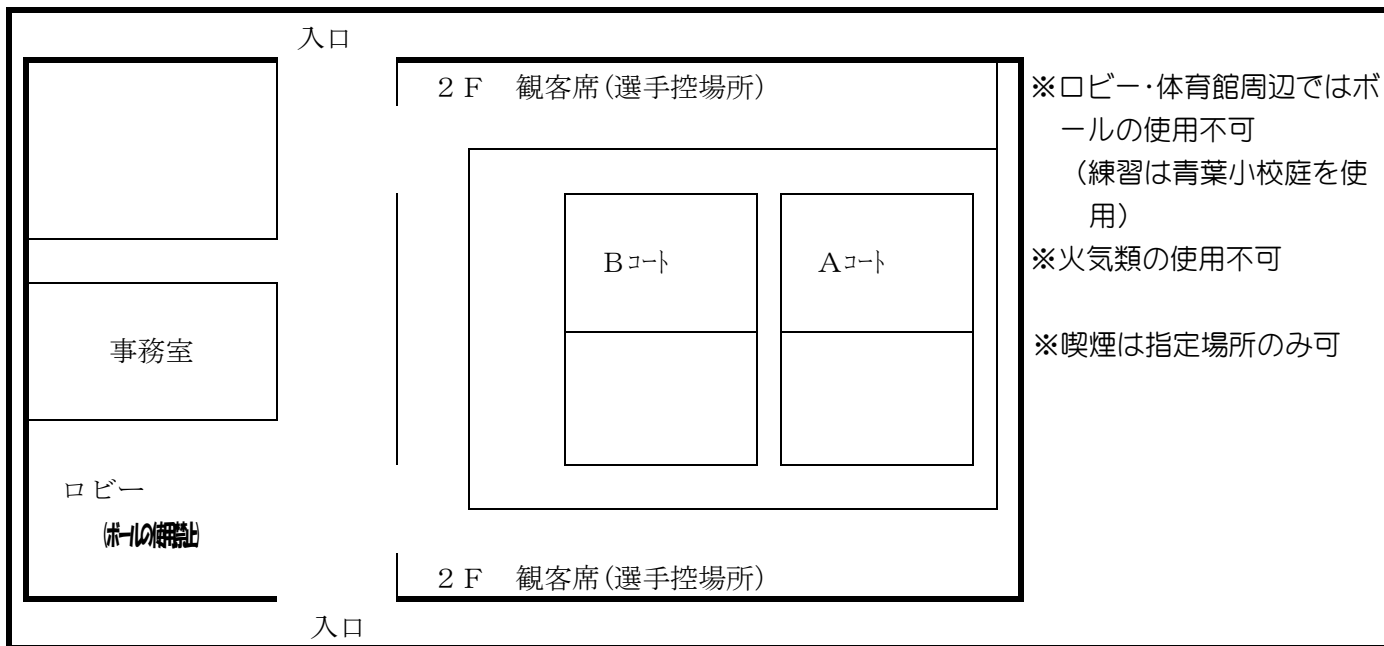 入口
２Ｆ　観客席(選手控場所)
※ロビー･体育館周辺ではボ
ールの使用不可
（練習は青葉小校庭を使
用）
Ｂｺｰﾄ
Ａｺｰﾄ
※火気類の使用不可
事務室
※喫煙は指定場所のみ可
ロビー
(ボールの使用禁止)
２Ｆ　観客席(選手控場所)
入口